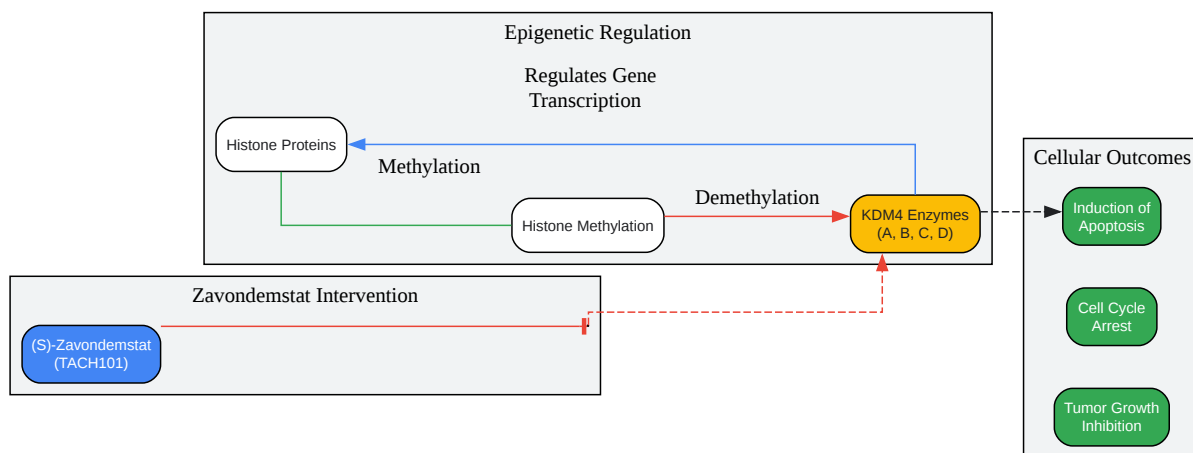 Epigenetic Regulation
Regulates Gene
Transcription
Histone Proteins
Methylation
Demethylation
Histone Methylation
KDM4 Enzymes
(A, B, C, D)
Cellular Outcomes
Induction of
Apoptosis
Cell Cycle
Arrest
Tumor Growth
Inhibition
Zavondemstat Intervention
(S)-Zavondemstat
(TACH101)